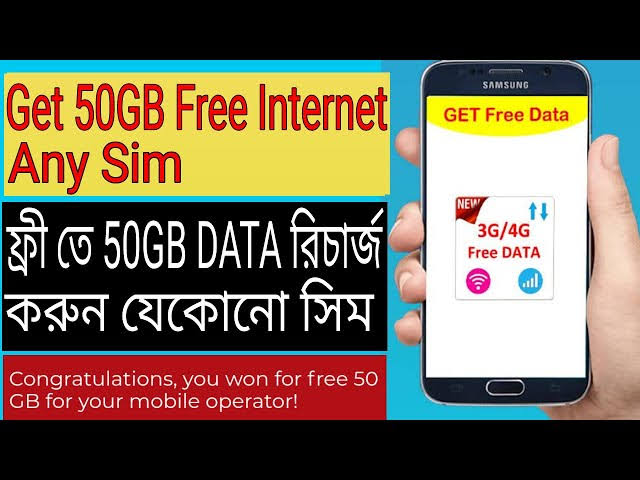 Get 50GB Free Internet
Any Sim
ফ্রী তে 50GB DATA রিচার্জ
করুন যেকোনো সিম
Congratulations, you won for free 50
GB for your mobile operator!
SAMSUNG
GET Free Data
NEW
3G/4G
Free DATA